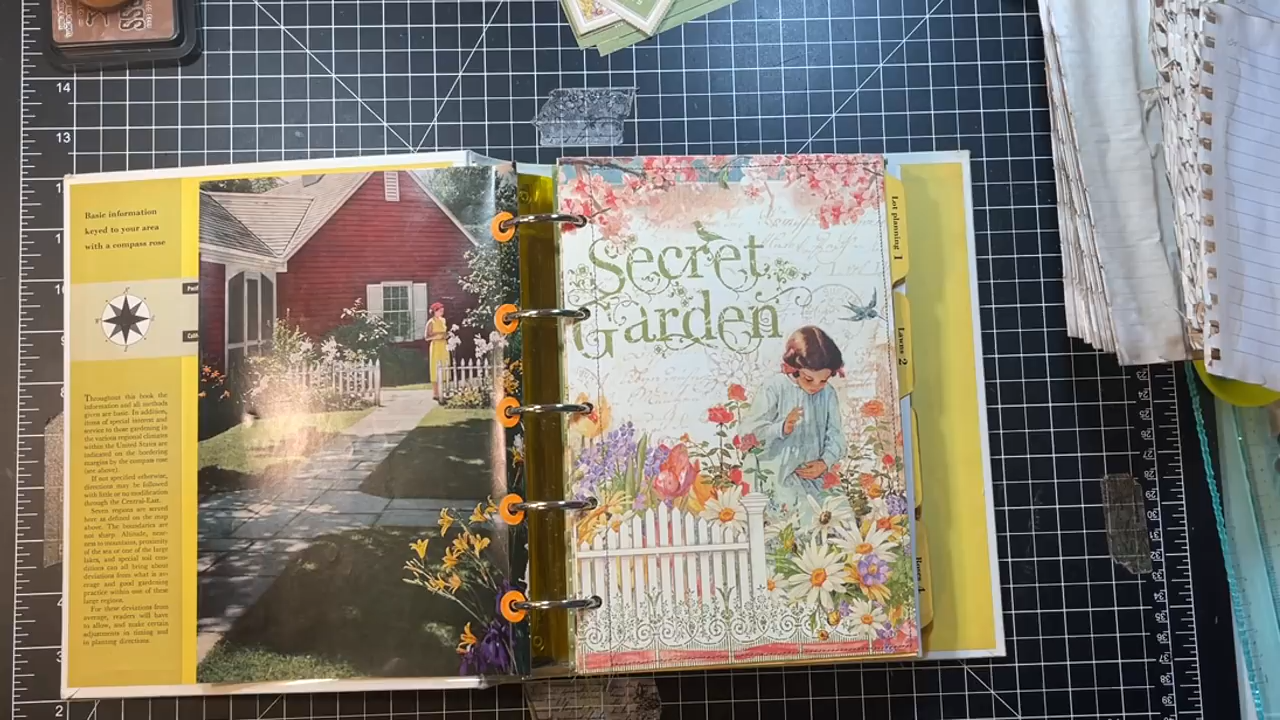 Basic information
keyed to your area
with a compass rose
Throughout this book the
information and all methods
given are basic. In addition,
items of special interest and
service to those gardening in
the various regional climates
within the United States are
indicated on the bordering
margins by the compass rose
(see above).
If not specified otherwise,
directions may be followed
with little or no modification
through the Central-East.
Seven regions are served
here as defined on the map
above. The boundaries are
not sharp. Altitude, near-
ness to mountains, proximity
of the sea or one of the large
lakes, and special soil con-
ditions can all bring about
deviations from what is av-
erage and good gardening
practice within one of these
large regions.
For these deviations from
average, readers will have
to allow, and make certain
adjustments in timing and
in planting directions
Secret
Garden
Lot planning 1
Lawns 2
Roses
14
13
9
3
2